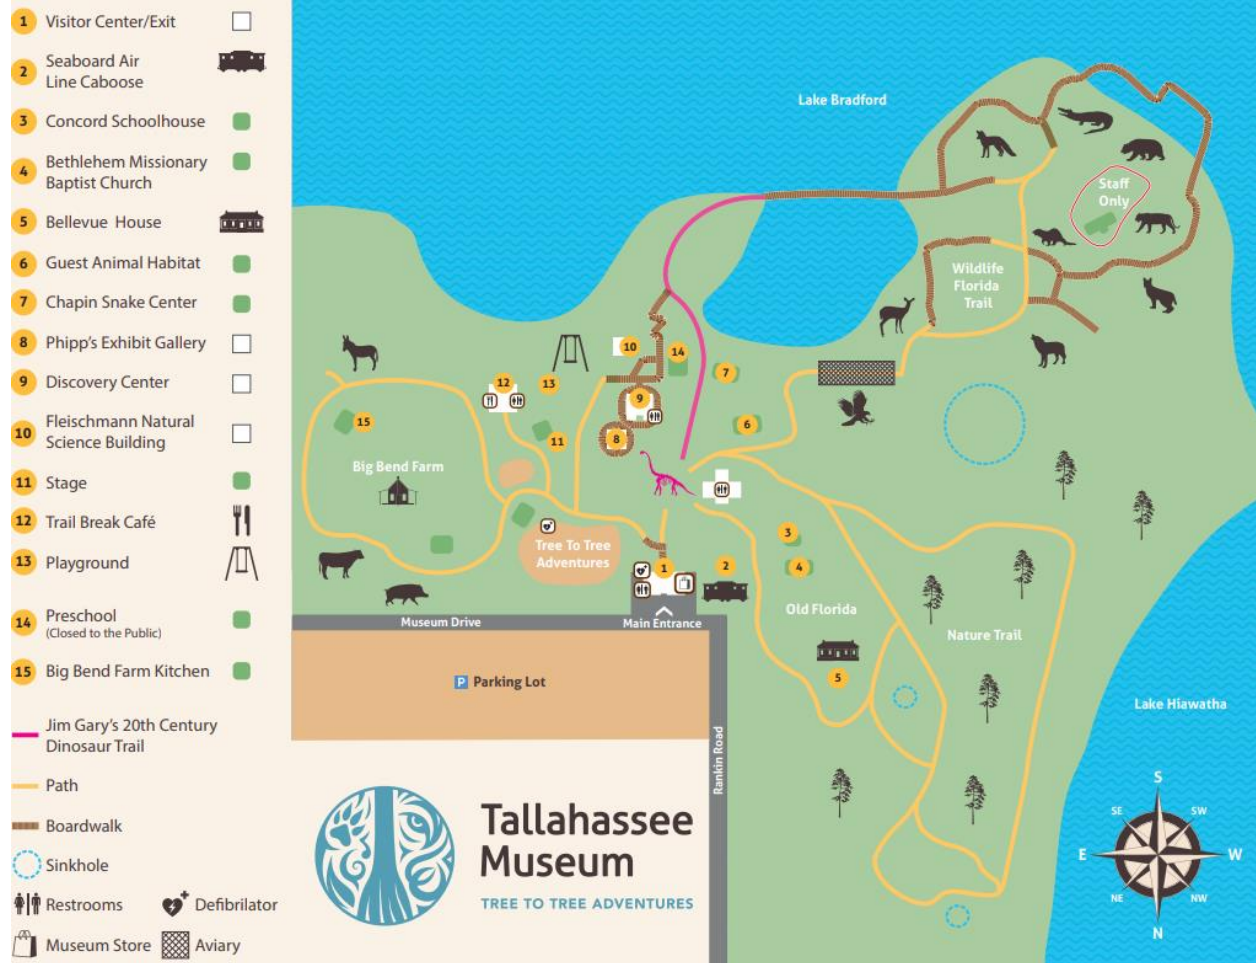 1 Visitor Center/Exit
2 Seaboard Air
Line Caboose
3 Concord Schoolhouse
4 Bethlehem Missionary
Baptist Church
5 Bellevue House
6 Guest Animal Habitat
7 Chapin Snake Center
8 Phipp's Exhibit Gallery
9 Discovery Center
10 Fleischmann Natural
Science Building
11 Stage
12 Trail Break Café
13 Playground
14 Preschool
(Closed to the Public)
15 Big Bend Farm Kitchen
Jim Gary's 20th Century
Dinosaur Trail
Path
Boardwalk
Sinkhole
Restrooms
Defibrilator
Museum Store
Aviary
Lake Bradford
Staff
Only
Wildlife
Florida
Trail
10
14
7
12
13
9
15
11
8
6
Big Bend Farm
Tree To Tree
Adventures
3
1
2
4
Old Florida
Museum Drive
Main Entrance
Nature Trail
5
P Parking Lot
Rankin Road
Lake Hiawatha
Tallahassee
Museum
TREE TO TREE ADVENTURES
S
SE
SW
E
W
NE
NW
N